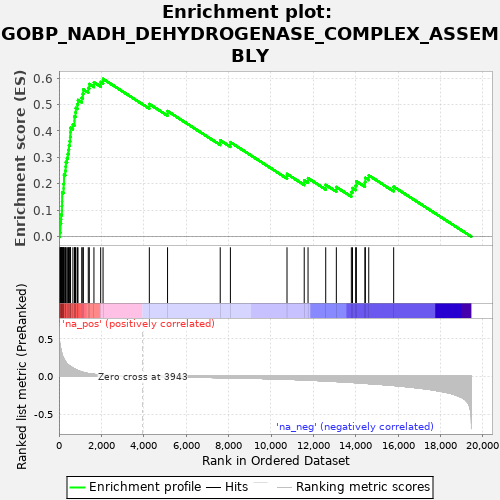 Enrichment plot:
GOBP_NADH_DEHYDROGENASE_COMPLEX_ASSEM
BLY
Enrichment score (ES)
0.6
0.5
0.4
0.3
0.2
0.1
0.0
'na_pos' (positively correlated)
Ranked list metric (PreRanked)
0.5
0.0
-0.5
Zero cross at 3943
'na_neg' (negatively correlated)
0 2,000 4,000 6,000 8,000 10,000 12,000 14,000 16,000 18,000 20,000
Rank in Ordered Dataset
Enrichment profile Hits Ranking metric scores